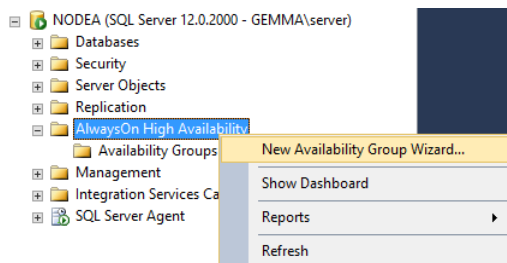 NODEA (SQL Server 12.0.2000 - GEMMA\server)
Databases
Security
Server Objects
Replication
AlwaysOn High Availability
Availability Groups
New Availability Group Wizard...
Management
Show Dashboard
Integration Services Ca
SQL Server Agent
Reports
Refresh